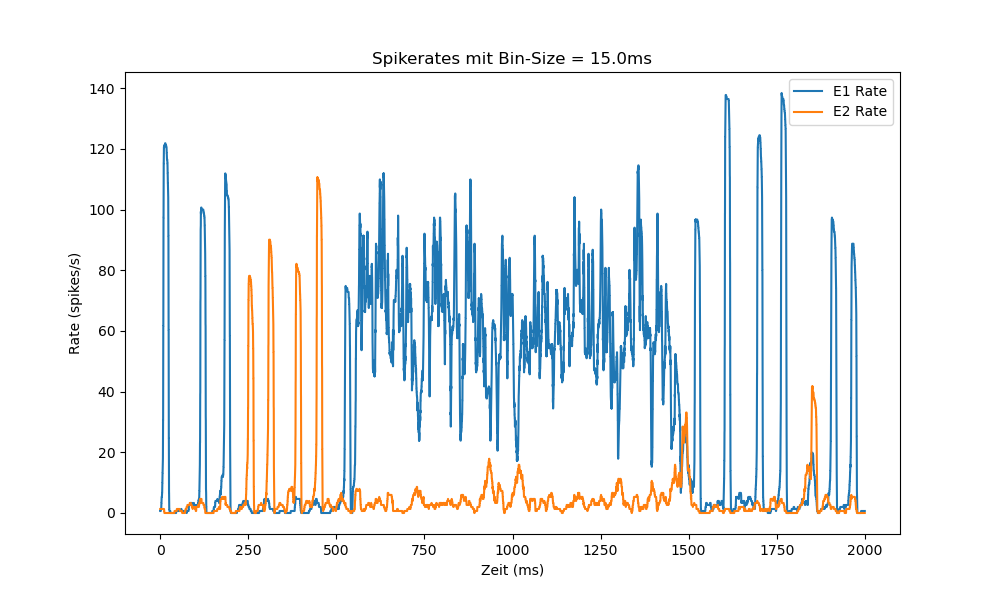 Spikerates mit Bin-Size = 15.0ms
E1 Rate
E2 Rate
Rate (spikes/s)
140
120
100
80
60
40
20
0
0 250 500 750 1000 1250 1500 1750 2000
Zeit (ms)